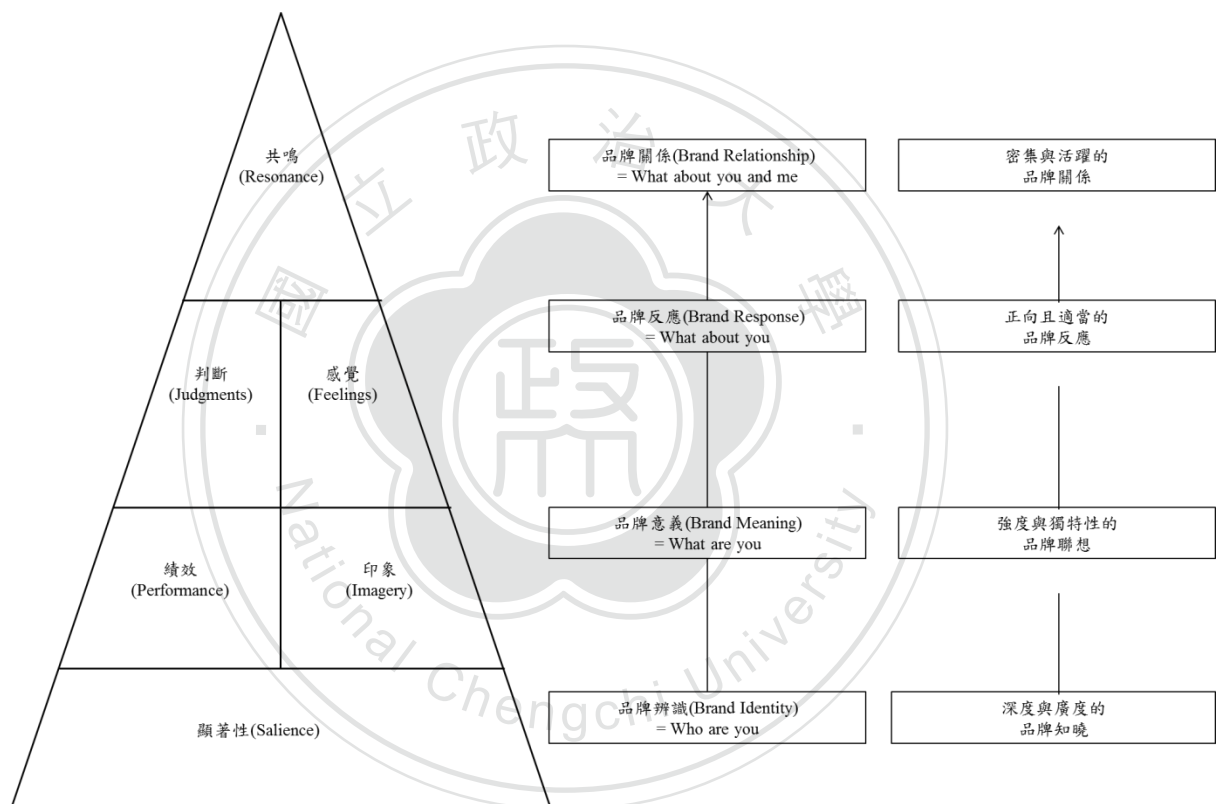 共鳴
(Resonance)
判斷
(Judgments)
感覺
(Feelings)
績效
(Performance)
印象
(Imagery)
顯著性(Salience)
品牌關係(Brand Relationship)
= What about you and me
品牌反應(Brand Response)
= What about you
品牌意義(Brand Meaning)
= What are you
品牌辨識(Brand Identity)
= Who are you
密集與活躍的
品牌關係
正向且適當的
品牌反應
強度與獨特性的
品牌聯想
深度與廣度的
品牌知曉
國立政治大學
政
National Chengchi University